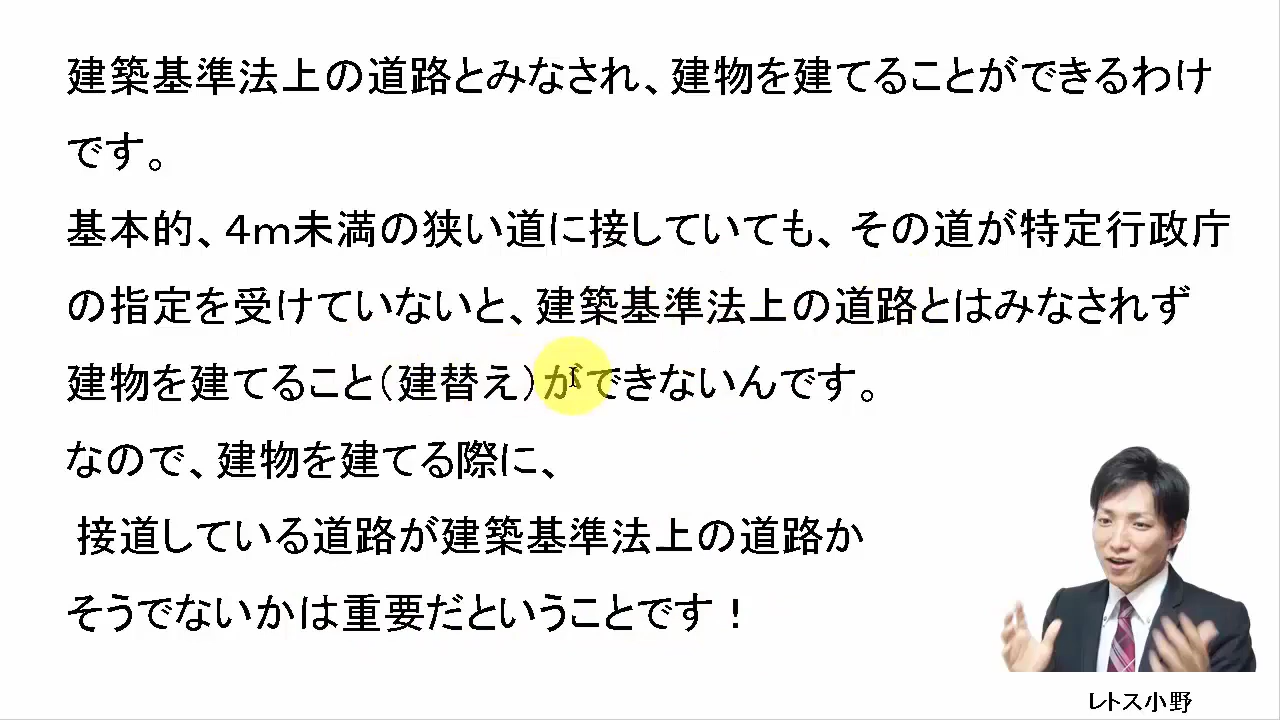 建築基準法上の道路とみなされ、建物を建てることができるわけ
です。
基本的、4m未満の狭い道に接していても、その道が特定行政庁
の指定を受けていないと、建築基準法上の道路とはみなされず
建物を建てること（建替え）ができないんです。
なので、建物を建てる際に、
接道している道路が建築基準法上の道路か
そうでないかは重要だということです！
レトス小野